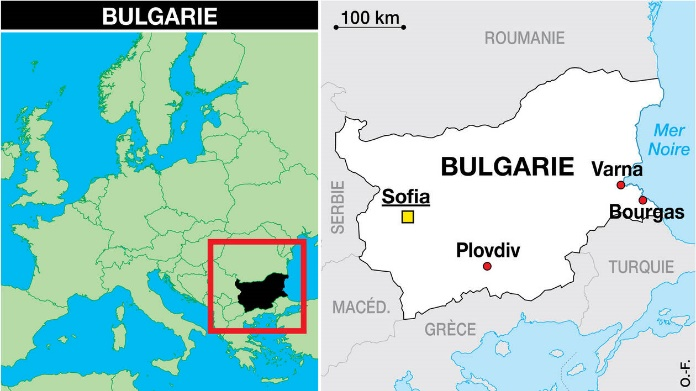 BULGARIE
100 km
ROUMANIE
Mer
Noire
BULGARIE
Varna
Sofia
Bourgas
SERBIE
Plovdiv
TURQUIE
MACÉD.
GRÈCE
O.-F.